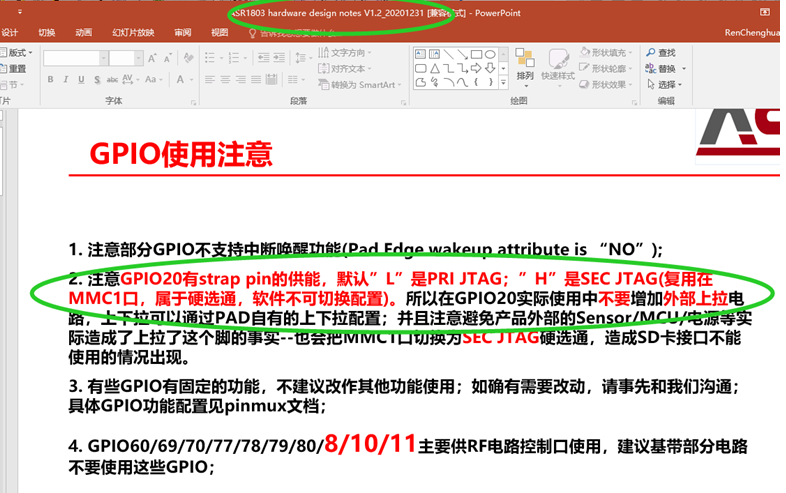 ASR1803 hardware design notes V1.2_20201231 [兼容模式] - PowerPoint
设计 切换 动画 幻灯片放映 审阅 视图 RenChenghua
版式
重置
节
文字方向
对齐文本
转换为 SmartArt
排列 快速样式
形状填充
形状轮廓
形状效果
查找
替换
选择
片 字体 段落 绘图 编辑
GPIO使用注意
1. 注意部分GPIO不支持中断唤醒功能(Pad Edge wakeup attribute is “NO”);
2. 注意GPIO20有strap pin的供能，默认”L”是PRI JTAG；”H”是SEC JTAG(复用在
MMC1口，属于硬选通，软件不可切换配置)。所以在GPIO20实际使用中不要增加外部上拉电
路，上下拉可以通过PAD自有的上下拉配置；并且注意避免产品外部的Sensor/MCU/电源等实
际造成了上拉了这个脚的事实--也会把MMC1口切换为SEC JTAG硬选通，造成SD卡接口不能
使用的情况出现。
3. 有些GPIO有固定的功能，不建议改作其他功能使用；如确有需要改动，请事先和我们沟通；
具体GPIO功能配置见pinmux文档；
4. GPIO60/69/70/77/78/79/80/8/10/11主要供RF电路控制口使用，建议基带部分电路
不要使用这些GPIO；